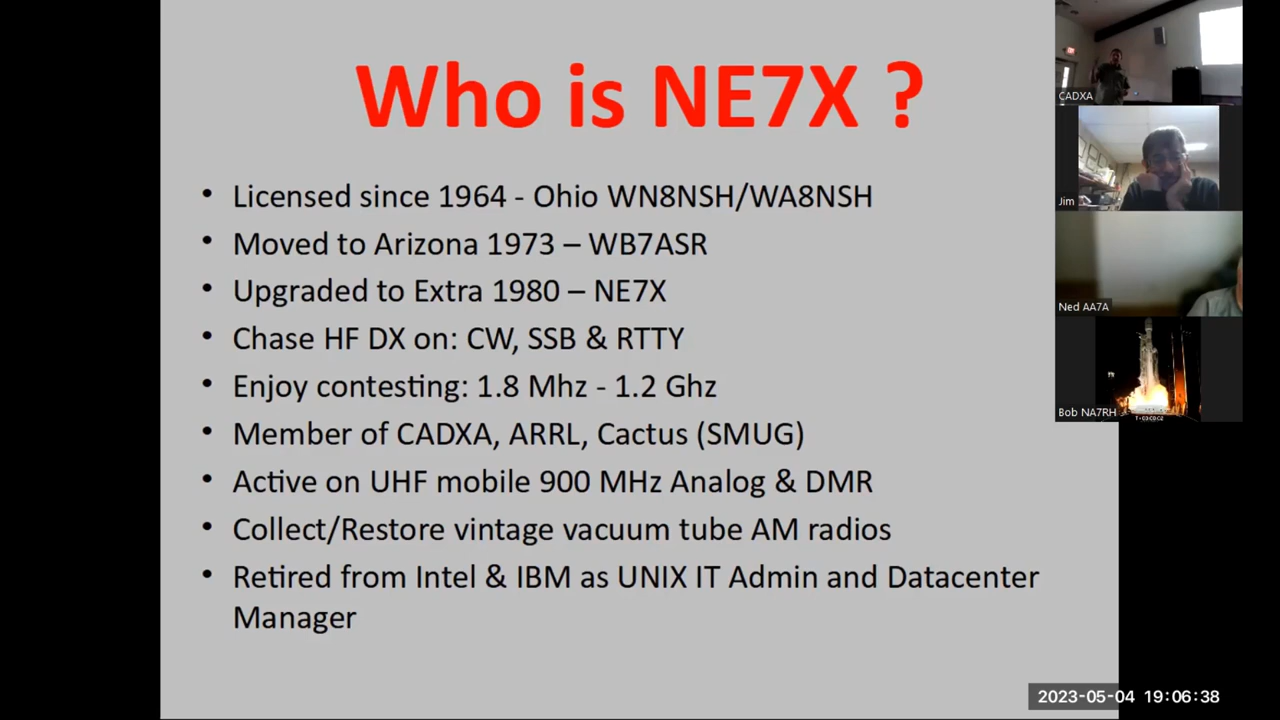 Who is NE7X ?
• Licensed since 1964 - Ohio WN8NSH/WA8NSH
• Moved to Arizona 1973 – WB7ASR
• Upgraded to Extra 1980 – NE7X
• Chase HF DX on: CW, SSB & RTTY
• Enjoy contesting: 1.8 Mhz - 1.2 Ghz
• Member of CADXA, ARRL, Cactus (SMUG)
• Active on UHF mobile 900 MHz Analog & DMR
• Collect/Restore vintage vacuum tube AM radios
• Retired from Intel & IBM as UNIX IT Admin and Datacenter
Manager
CADXA
Jim
Ned AA7A
Bob NA7RH
2023-05-04 19:06:38